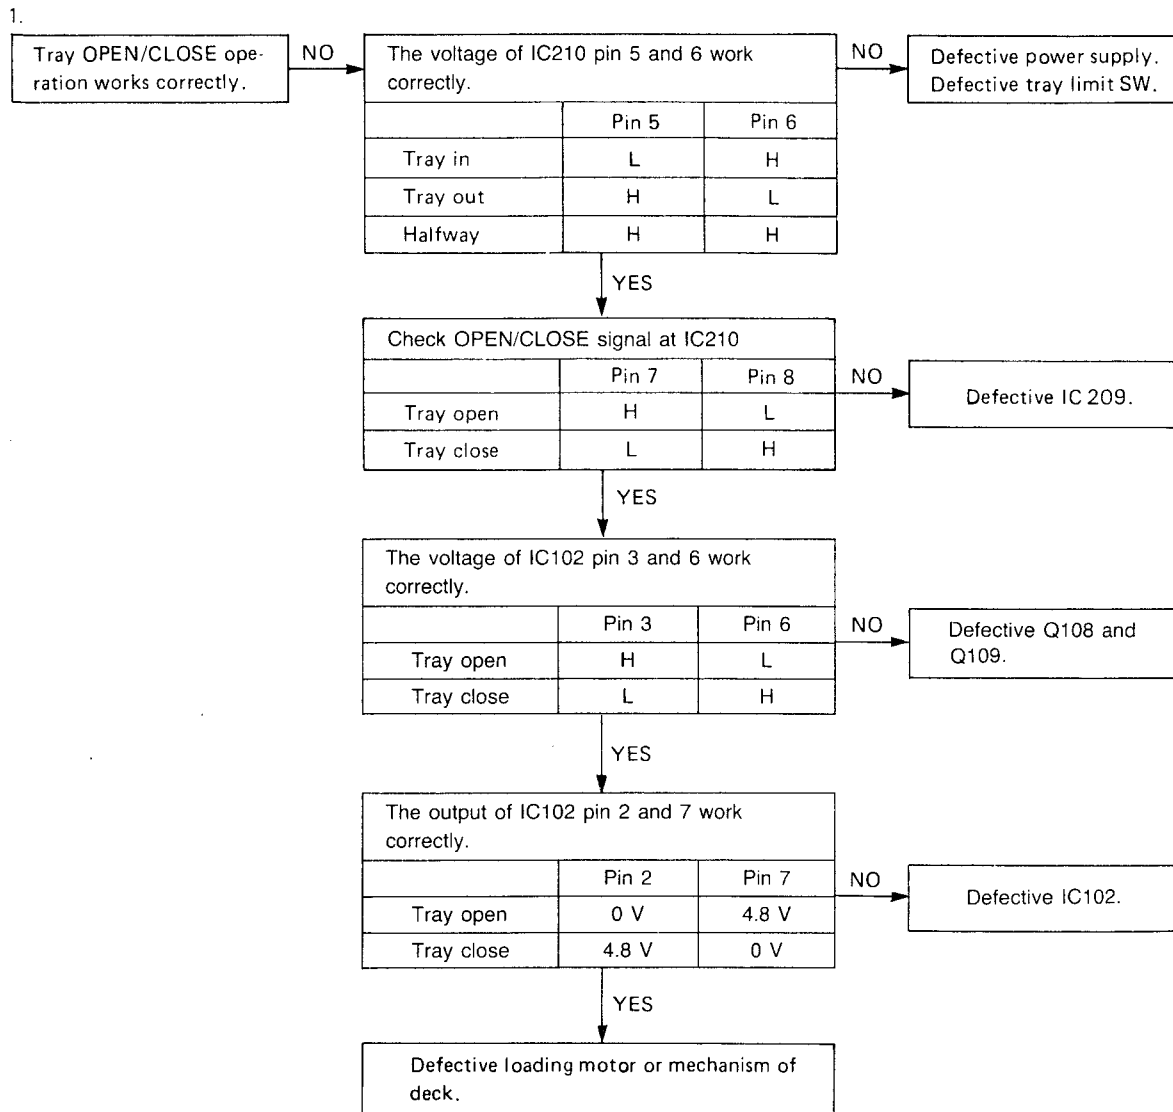 1.
Tray OPEN/CLOSE ope-
ration works correctly.
NO
The voltage of IC210 pin 5 and 6 work
correctly.
Pin 5 Pin 6
Tray in L H
Tray out H L
Halfway H H
NO
Defective power supply.
Defective tray limit SW.
YES
Check OPEN/CLOSE signal at IC210
Pin 7 Pin 8
Tray open H L
Tray close L H
NO
Defective IC 209.
YES
The voltage of IC102 pin 3 and 6 work
correctly.
Pin 3 Pin 6
Tray open H L
Tray close L H
NO
Defective Q108 and
Q109.
YES
The output of IC102 pin 2 and 7 work
correctly.
Pin 2 Pin 7
Tray open 0 V 4.8 V
Tray close 4.8 V 0 V
NO
Defective IC102.
YES
Defective loading motor or mechanism of
deck.